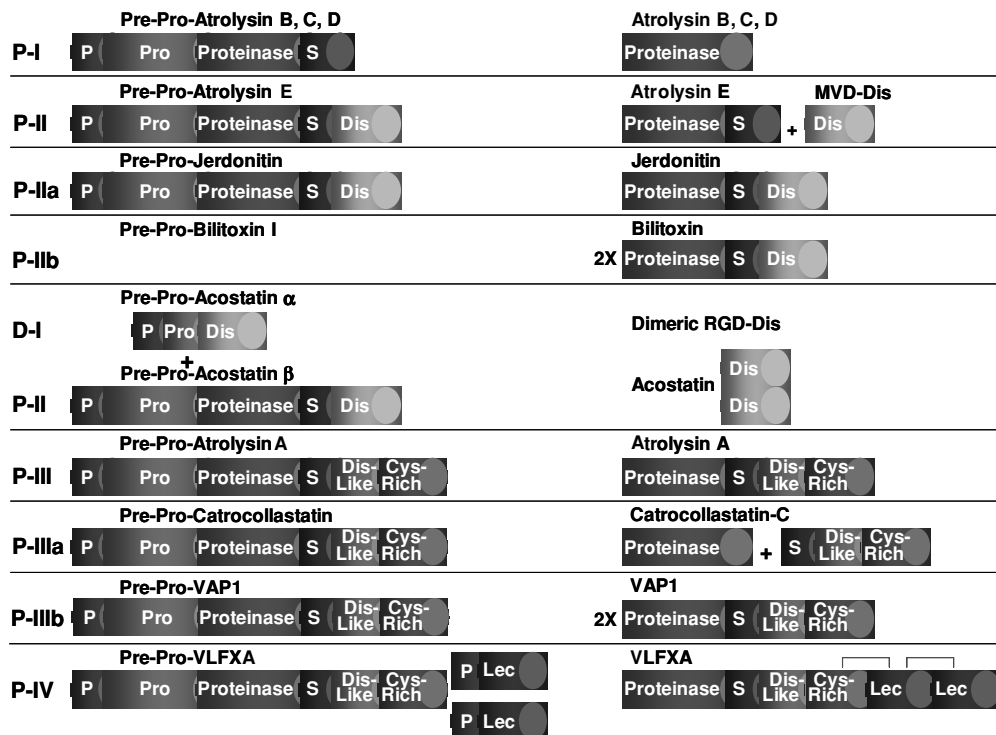 Pre-Pro-Atrolysin B, C, D Atrolysin B, C, D
P-I P Pro Proteinase S Proteinase
Pre-Pro-Atrolysin E Atrolysin E MVD-Dis
P-II P Pro Proteinase S Dis Proteinase S + Dis
Pre-Pro-Jerdonitin Jerdonitin
P-IIa P Pro Proteinase S Dis Proteinase S Dis
Pre-Pro-Bilitoxin I Bilitoxin
P-IIb 2X Proteinase S Dis
Pre-Pro-Acostatin α
D-I P Pro Dis Dimeric RGD-Dis
+
Pre-Pro-Acostatin β Acostatin Dis
P-II P Pro Proteinase S Dis Dis
Pre-Pro-Atrolysin A Atrolysin A
P-III P Pro Proteinase S Dis-Like Cys-Rich Proteinase S Dis-Like Cys-Rich
Pre-Pro-Catrocollastatin Catrocollastatin-C
P-IIIa P Pro Proteinase S Dis-Like Cys-Rich Proteinase + S Dis-Like Cys-Rich
Pre-Pro-VAP1 VAP1
P-IIIb P Pro Proteinase S Dis-Like Cys-Rich 2X Proteinase S Dis-Like Cys-Rich
Pre-Pro-VLFXA VLFXA
P-IV P Pro Proteinase S Dis-Like Cys-Rich P Lec Proteinase S Dis-Like Cys-Rich Lec Lec
P Lec